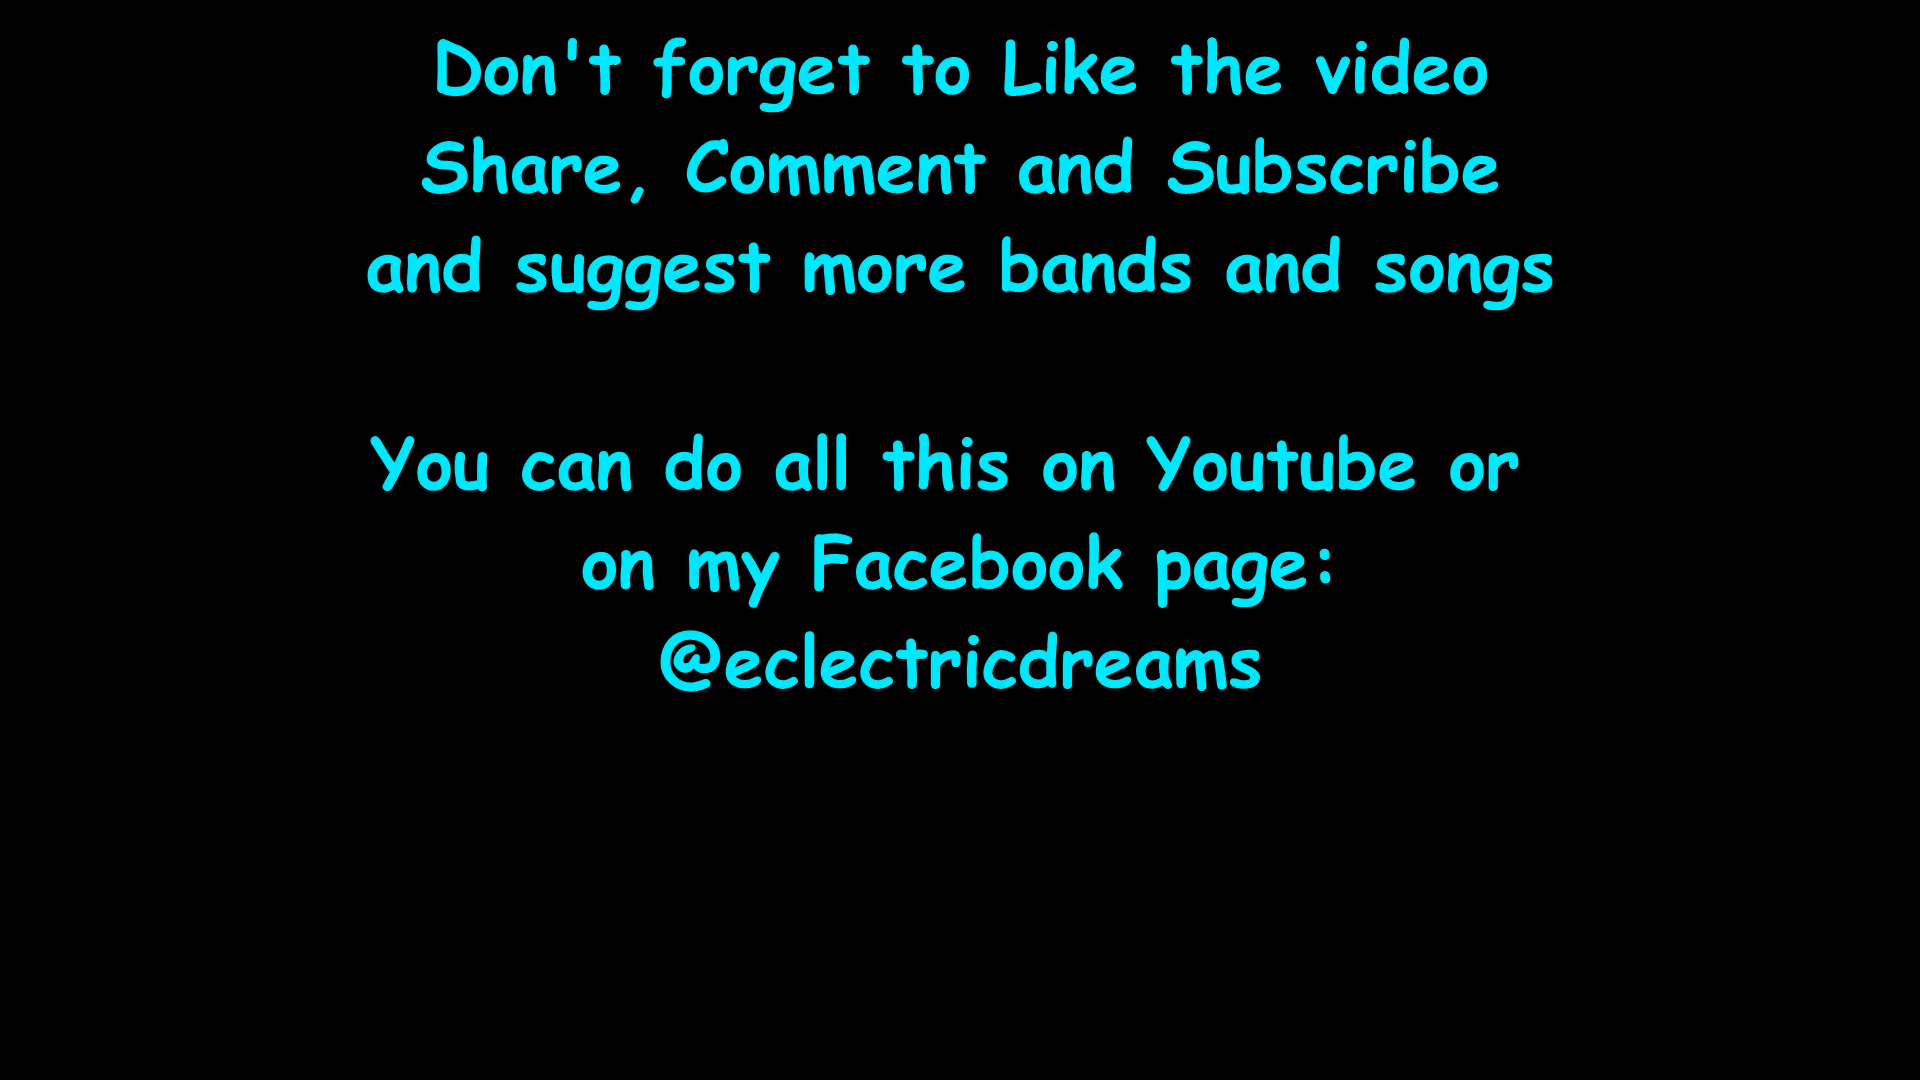 Don't forget to Like the video
Share, Comment and Subscribe
and suggest more bands and songs
You can do all this on Youtube or
on my Facebook page:
@eclectricdreams